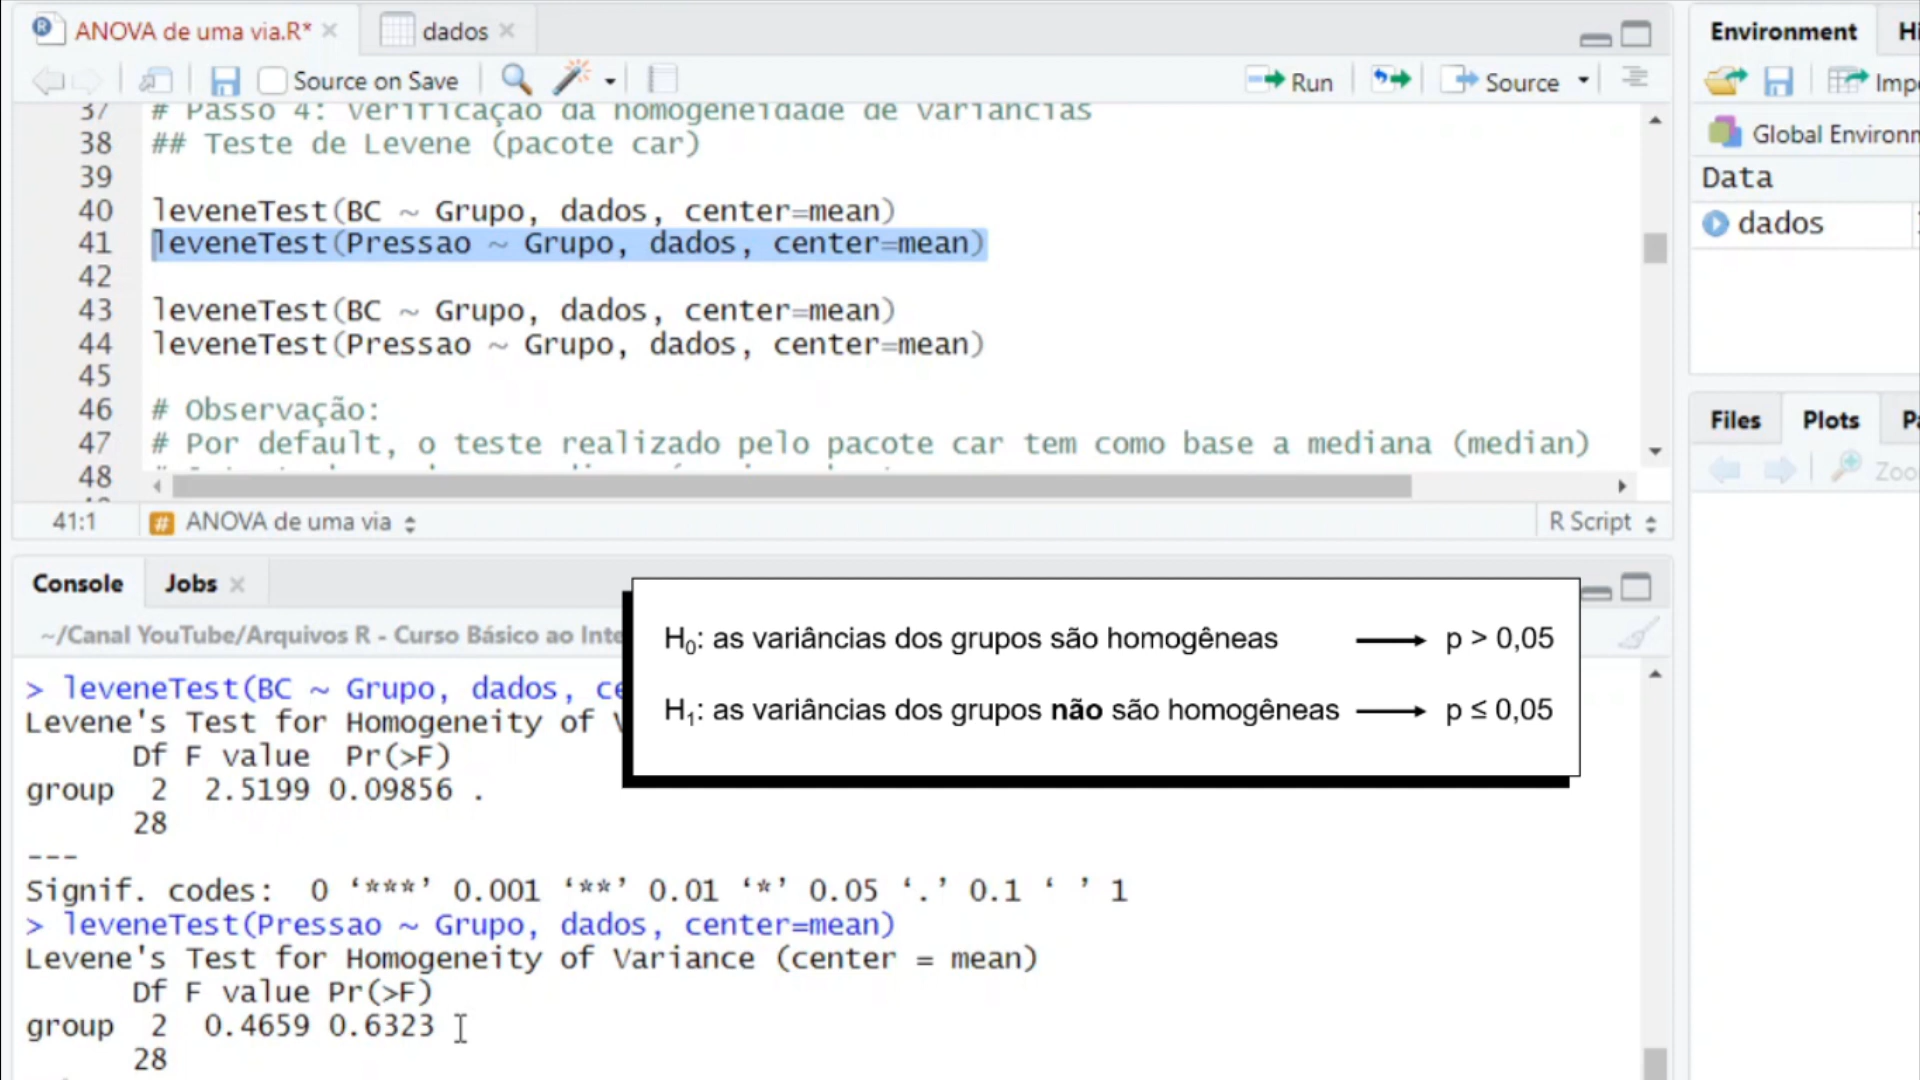 ANOVA de uma via.R*
dados
Source on Save
Run
Source
37 # Passo 4: Verificação da homogeneidade de variâncias
38 ## Teste de Levene (pacote car)
39
40 leveneTest(BC ~ Grupo, dados, center=mean)
41 leveneTest(Pressao ~ Grupo, dados, center=mean)
42
43 leveneTest(BC ~ Grupo, dados, center=mean)
44 leveneTest(Pressao ~ Grupo, dados, center=mean)
45
46 # Observação:
47 # Por default, o teste realizado pelo pacote car tem como base a mediana (median)
48
41:1
# ANOVA de uma via
R Script
Console
Jobs
~/Canal YouTube/Arquivos R - Curso Básico ao Inte
> leveneTest(BC ~ Grupo, dados, ce
Levene's Test for Homogeneity of V
Df F value Pr(>F)
group 2 2.5199 0.09856 .
28
---
Signif. codes: 0 ‘***’ 0.001 ‘**’ 0.01 ‘*’ 0.05 ‘.’ 0.1 ‘ ’ 1
> leveneTest(Pressao ~ Grupo, dados, center=mean)
Levene's Test for Homogeneity of Variance (center = mean)
Df F value Pr(>F)
group 2 0.4659 0.6323
28
H0: as variâncias dos grupos são homogêneas → p > 0,05
H1: as variâncias dos grupos não são homogêneas → p ≤ 0,05
Environment
Hi
Impo
Global Environm
Data
dados
Files
Plots
Pa
Zoo